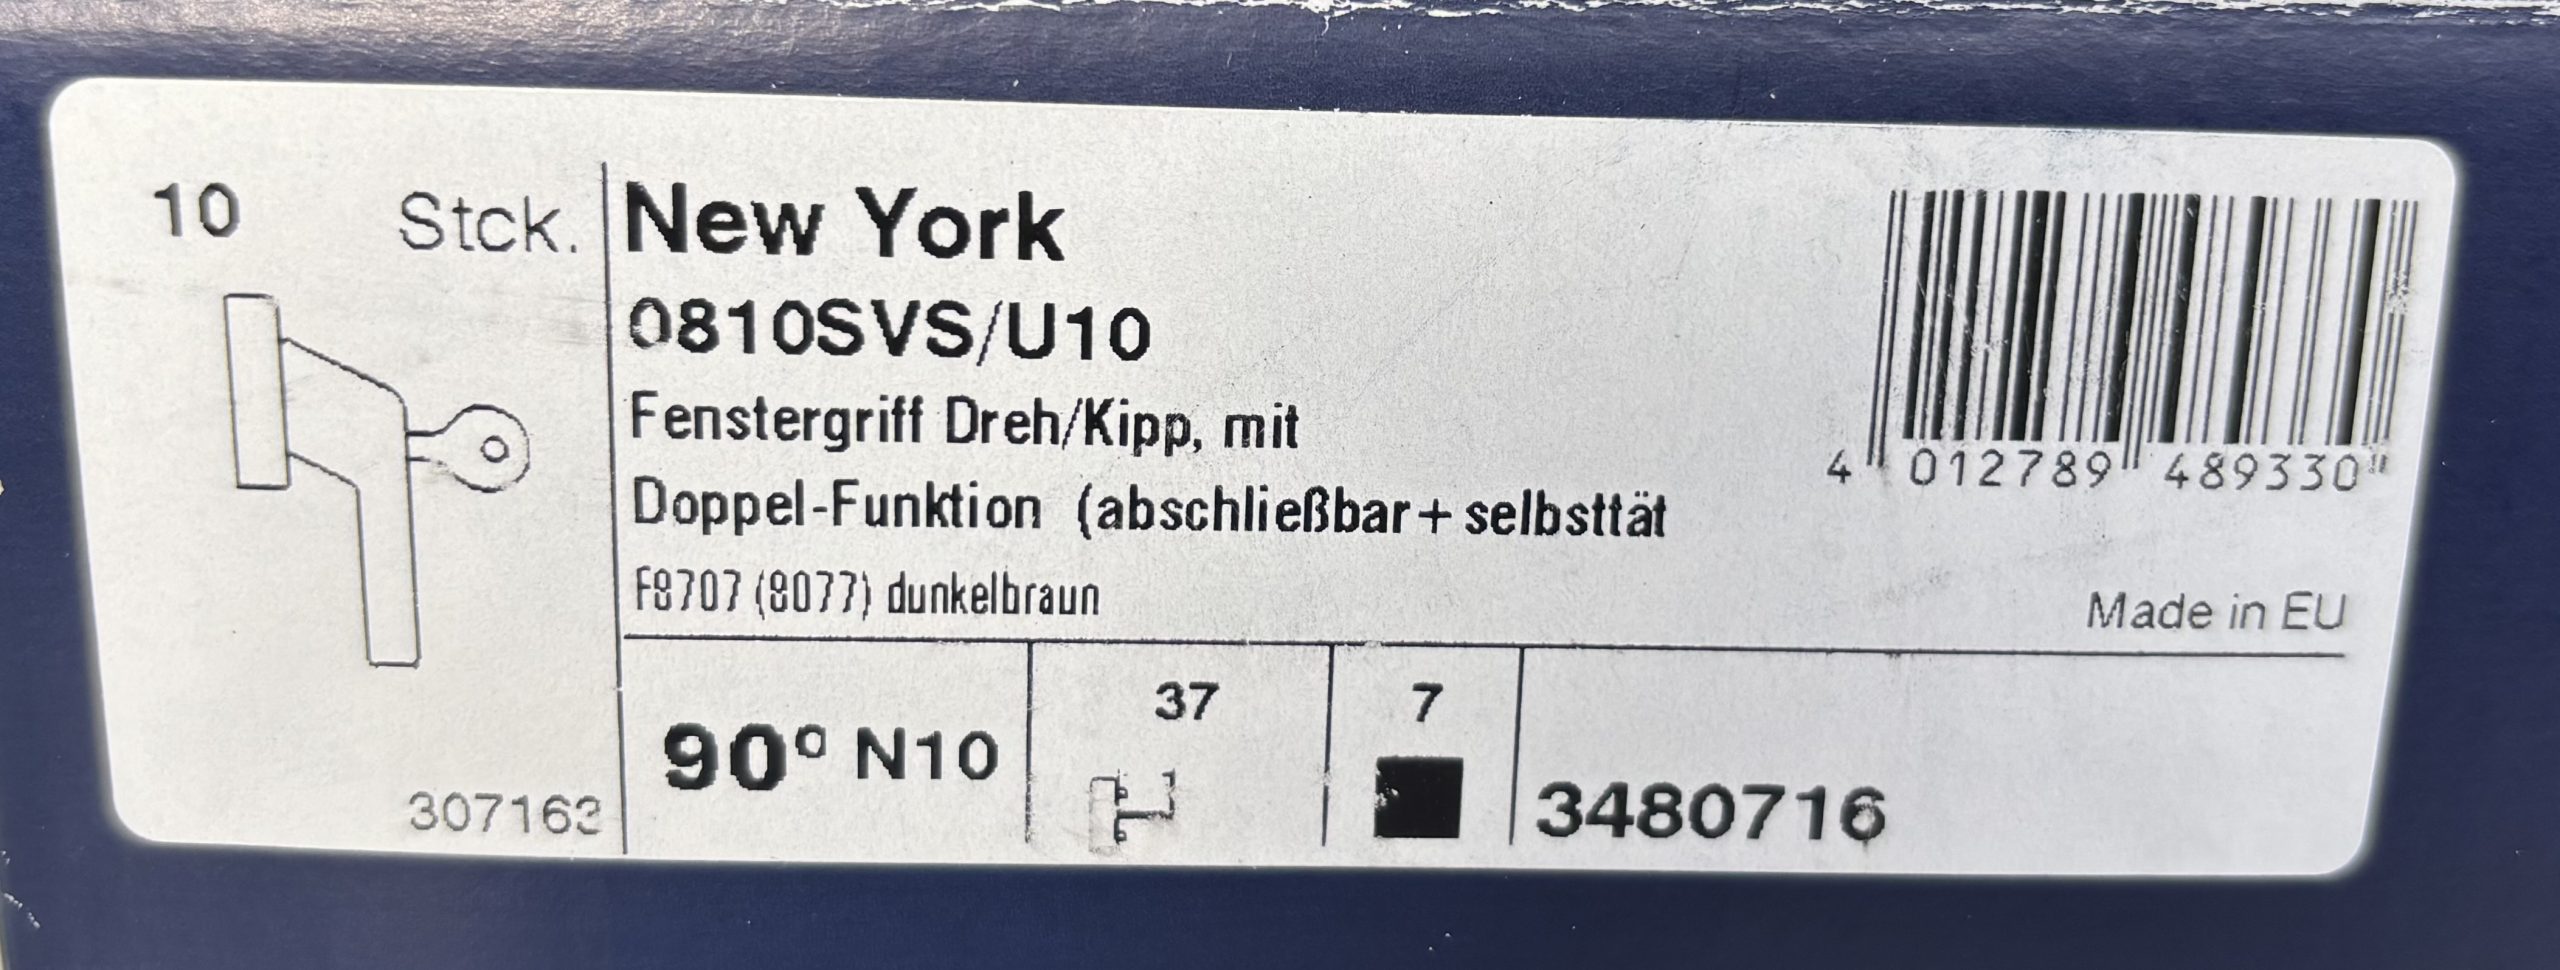 10 Stck.
New York
0810SVS/U10
Fenstergriff Dreh/Kipp, mit
Doppel-Funktion (abschließbar+ selbsttät
F8707 (8077) dunkelbraun
4 012789 489330
Made in EU
90° N10
37
7
3480716
307163